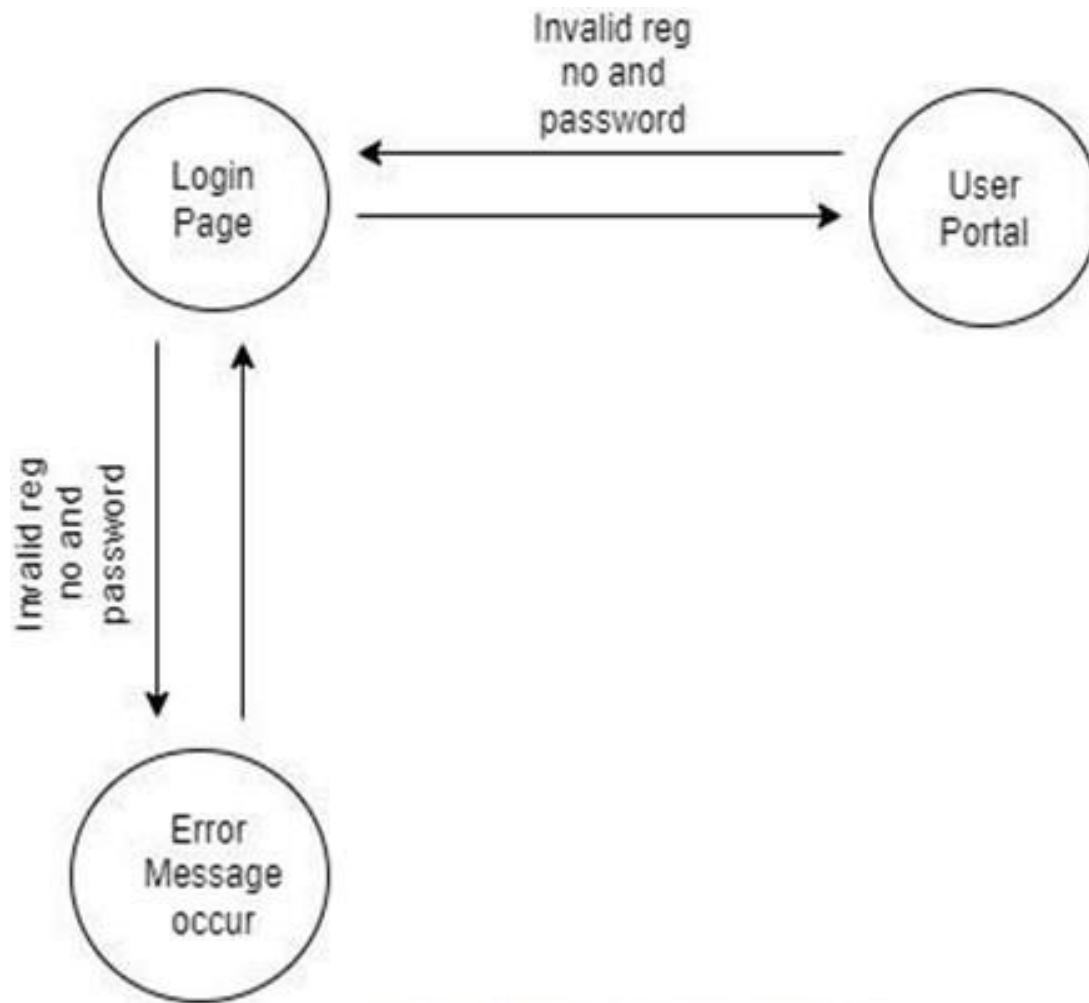 Invalid reg
no and
password
Login
Page
User
Portal
Invalid reg
no and
password
Error
Message
occur